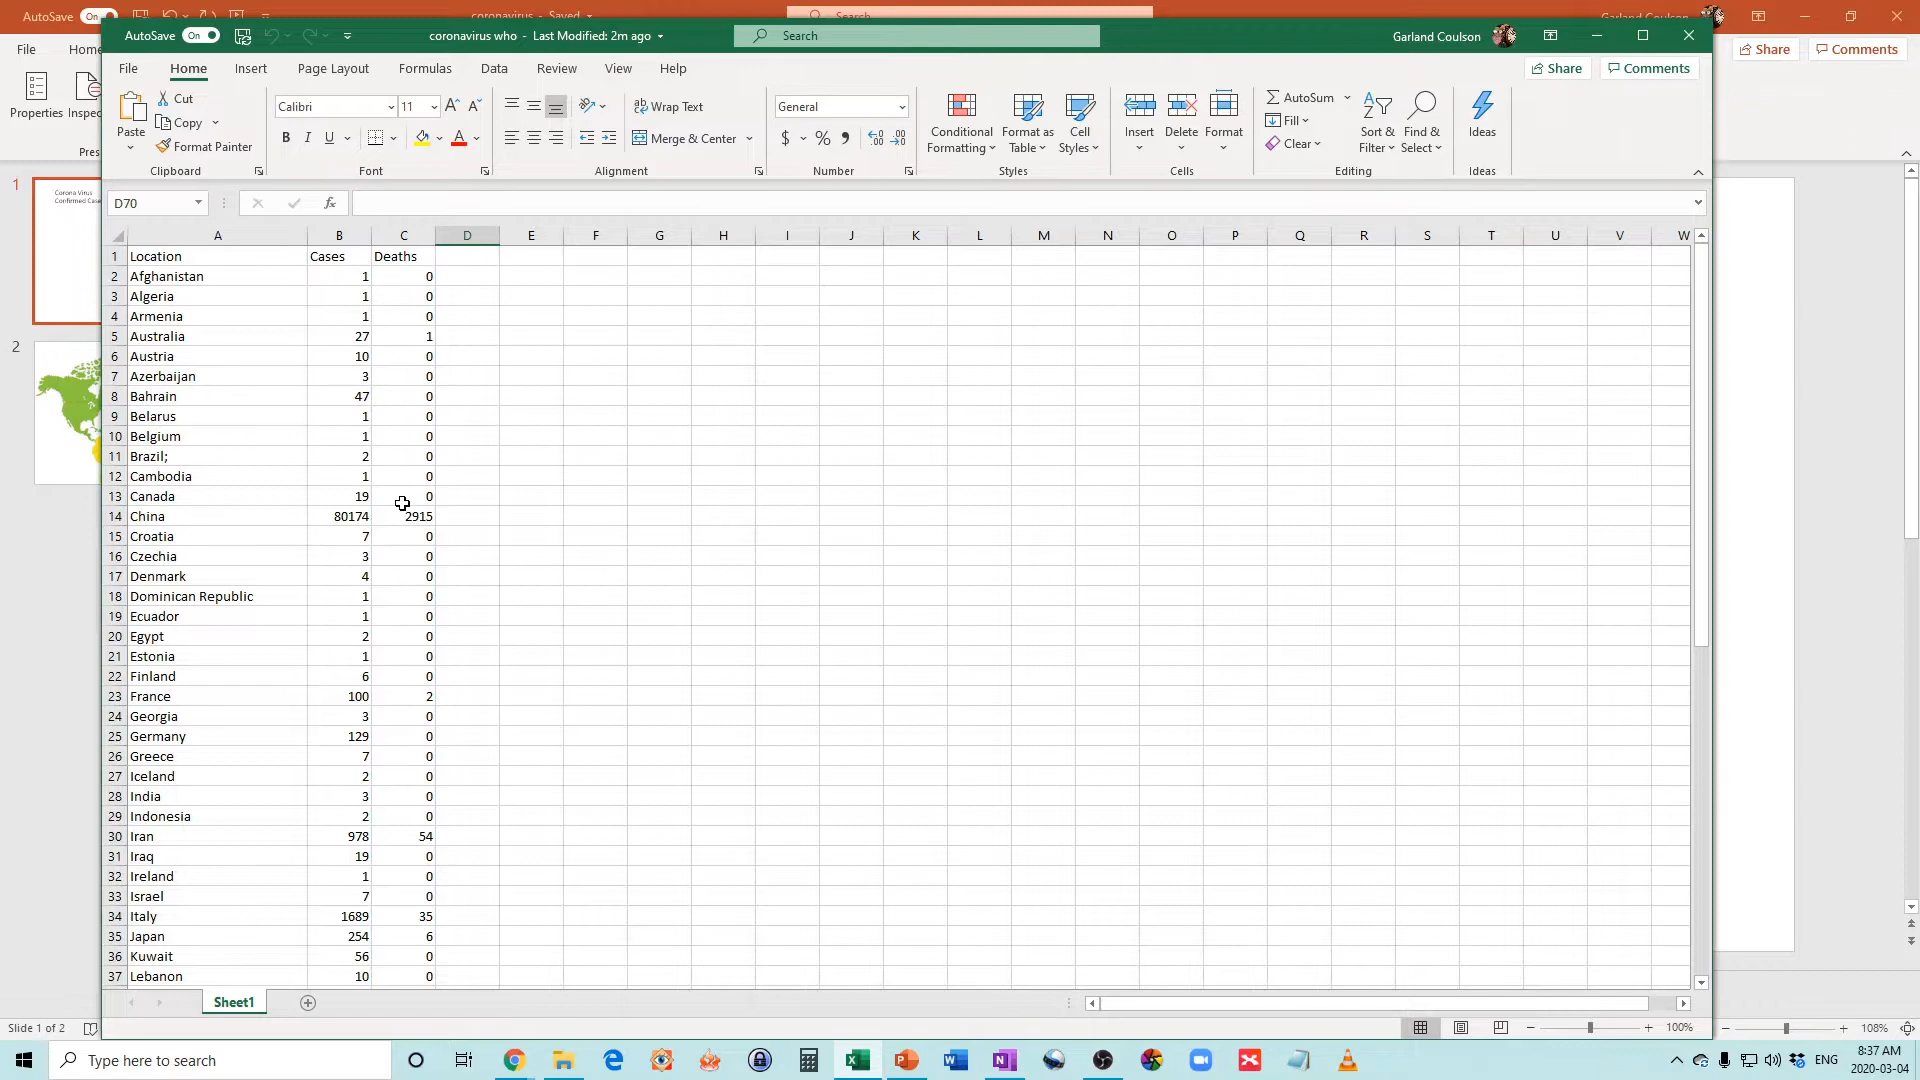 AutoSave On coronavirus - Saved Search Garland Coulson
AutoSave On coronavirus who - Last Modified: 2m ago Search Garland Coulson
File Home Share Comments
File Home Insert Page Layout Formulas Data Review View Help Share Comments
Properties
Pres
Paste Cut Copy Format Painter Clipboard
Calibri 11 B I U A Font
ab Wrap Text Merge & Center Alignment
General $ % Number
Conditional Formatting Format as Table Cell Styles Styles
Insert Delete Format Cells
AutoSum Fill Clear Sort & Filter Find & Select Editing
Ideas Ideas
D70 fx
1
Corona Virus
2
A B C D E F G H I J K L M N O P Q R S T U V W
1 Location Cases Deaths
2 Afghanistan 1 0
3 Algeria 1 0
4 Armenia 1 0
5 Australia 27 1
6 Austria 10 0
7 Azerbaijan 3 0
8 Bahrain 47 0
9 Belarus 1 0
10 Belgium 1 0
11 Brazil; 2 0
12 Cambodia 1 0
13 Canada 19 0
14 China 80174 2915
15 Croatia 7 0
16 Czechia 3 0
17 Denmark 4 0
18 Dominican Republic 1 0
19 Ecuador 1 0
20 Egypt 2 0
21 Estonia 1 0
22 Finland 6 0
23 France 100 2
24 Georgia 3 0
25 Germany 129 0
26 Greece 7 0
27 Iceland 2 0
28 India 3 0
29 Indonesia 2 0
30 Iran 978 54
31 Iraq 19 0
32 Ireland 1 0
33 Israel 7 0
34 Italy 1689 35
35 Japan 254 6
36 Kuwait 56 0
37 Lebanon 10 0
Sheet1
100%
Slide 1 of 2 108%
Type here to search ENG 8:37 AM
2020-03-04